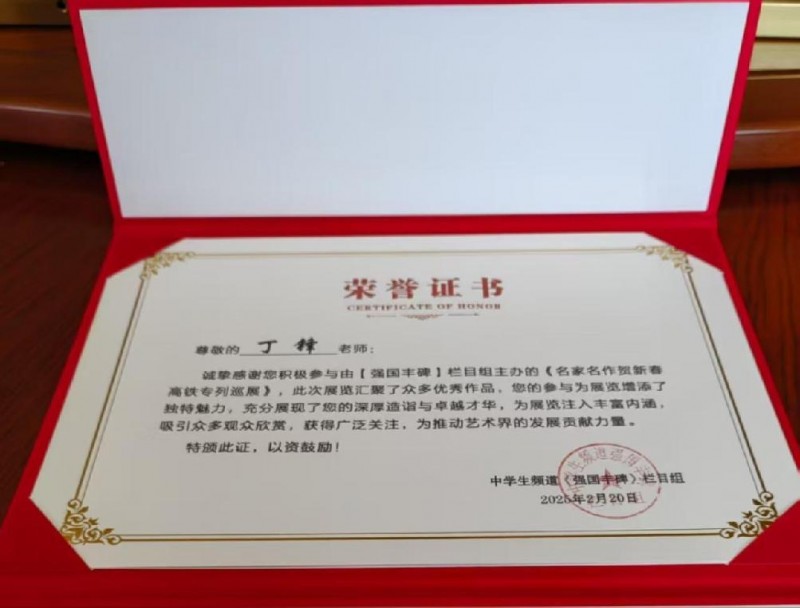 荣誉证书
CERTIFICATE OF HONOR
尊敬的 丁锋 老师：
诚挚感谢您积极参与由【强国丰碑】栏目组主办的《名家名作贺新春
高铁专列巡展》，此次展览汇聚了众多优秀作品，您的参与为展览增添了
独特魅力，充分展现了您的深厚造诣与卓越才华，为展览注入丰富内涵，
吸引众多观众欣赏，获得广泛关注，为推动艺术界的发展贡献力量。
特颁此证，以资鼓励！
中学生频道《强国丰碑》栏目组
2025年2月20日